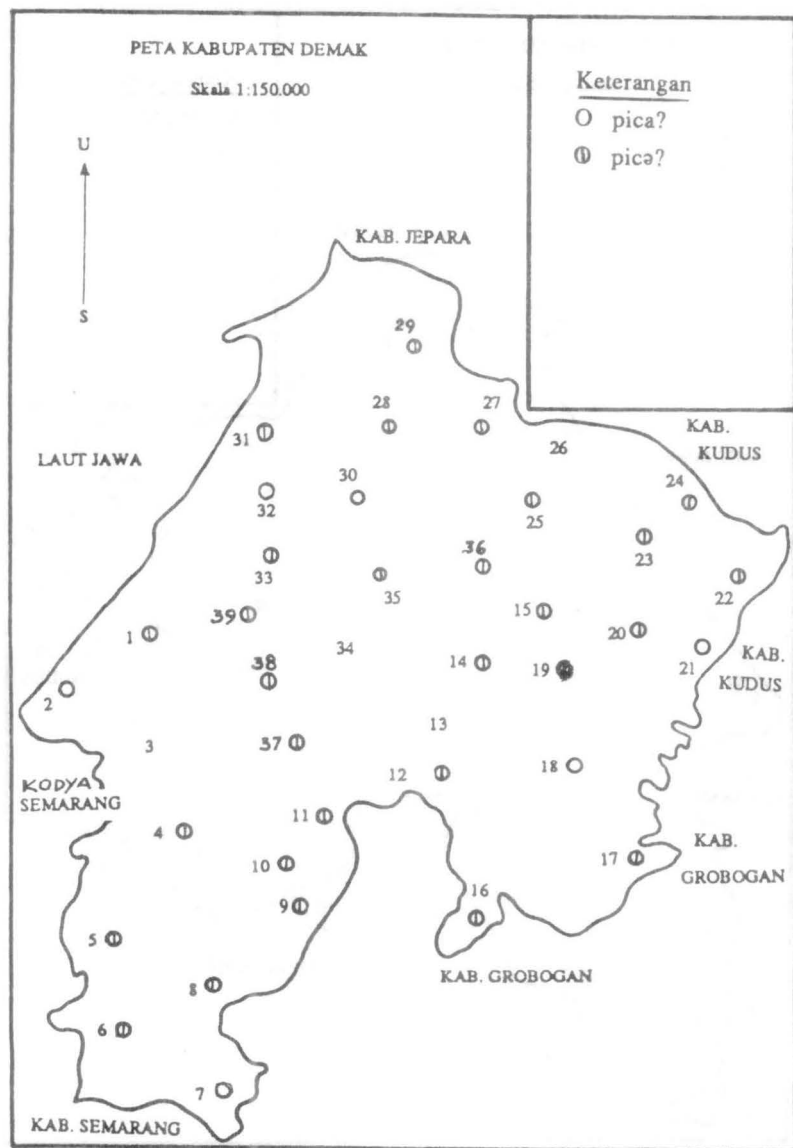 PETA KABUPATEN DEMAK
Skala 1:150.000
Keterangan
pica?
picə?
U
S
KAB. JEPARA
29
28
27
31
KAB.
KUDUS
26
LAUT JAWA
30
24
32
25
23
36
33
35
22
39
15
1
20
34
14
19
21
KAB.
KUDUS
38
2
3
37
13
18
12
KODYA
SEMARANG
11
4
10
17
KAB.
GROBOGAN
9
16
5
KAB. GROBOGAN
8
6
7
KAB. SEMARANG